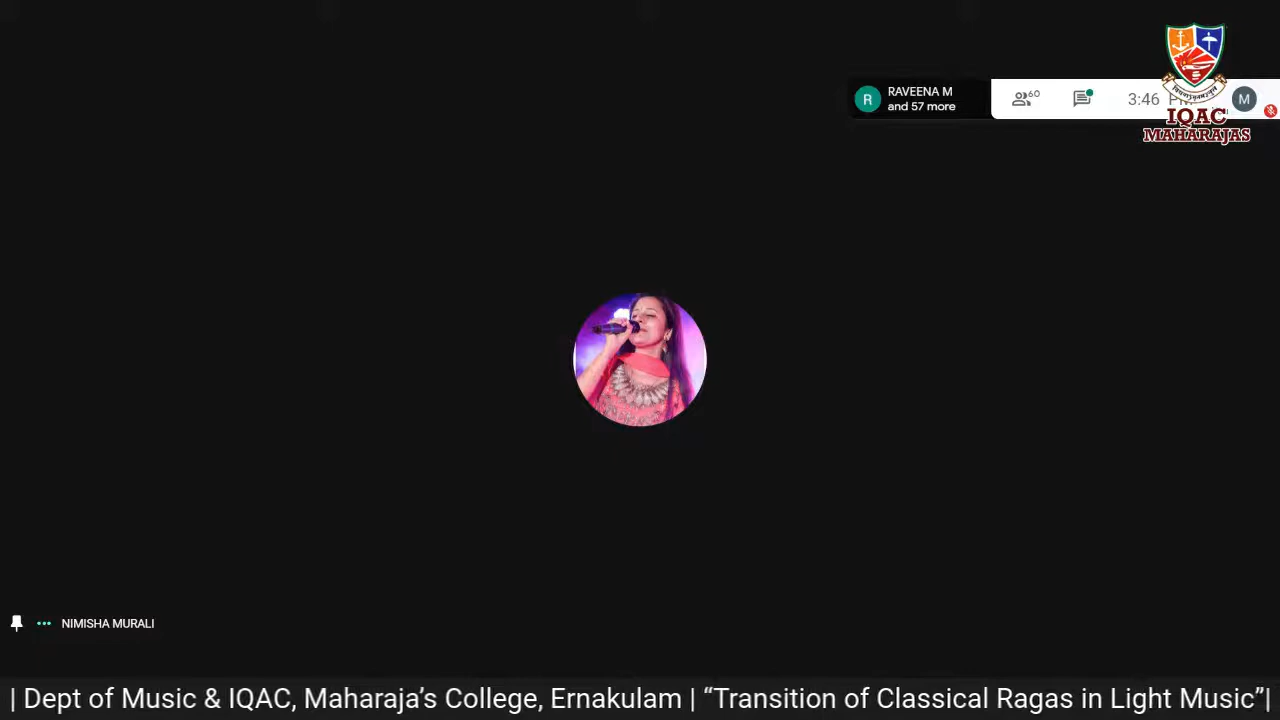 RAVEENA M
and 57 more
60
3:46 PM
M
R
IQAC
MAHARAJAS
NIMISHA MURALI
| Dept of Music & IQAC, Maharaja’s College, Ernakulam | “Transition of Classical Ragas in Light Music”|